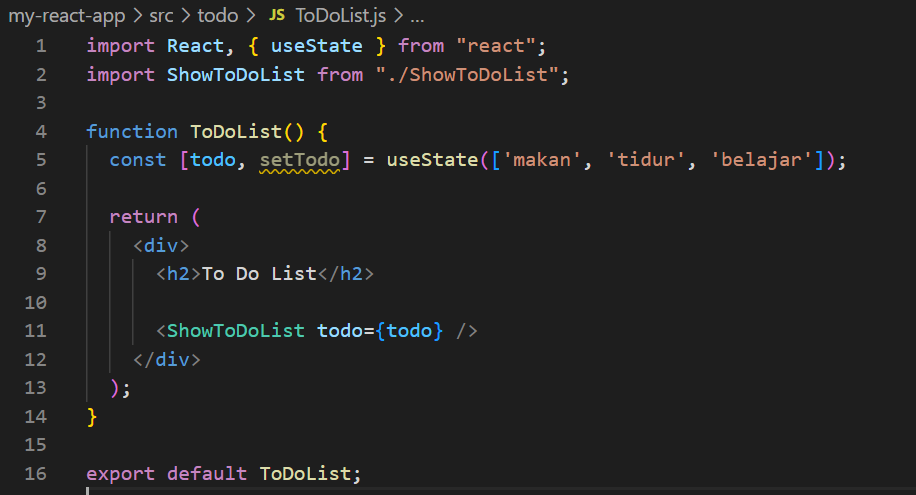 my-react-app > src > todo > JS ToDoList.js > ...
1 import React, { useState } from "react";
2 import ShowToDoList from "./ShowToDoList";
3
4 function ToDoList() {
5   const [todo, setTodo] = useState(['makan', 'tidur', 'belajar']);
6
7   return (
8     <div>
9       <h2>To Do List</h2>
10
11       <ShowToDoList todo={todo} />
12     </div>
13   );
14 }
15
16 export default ToDoList;